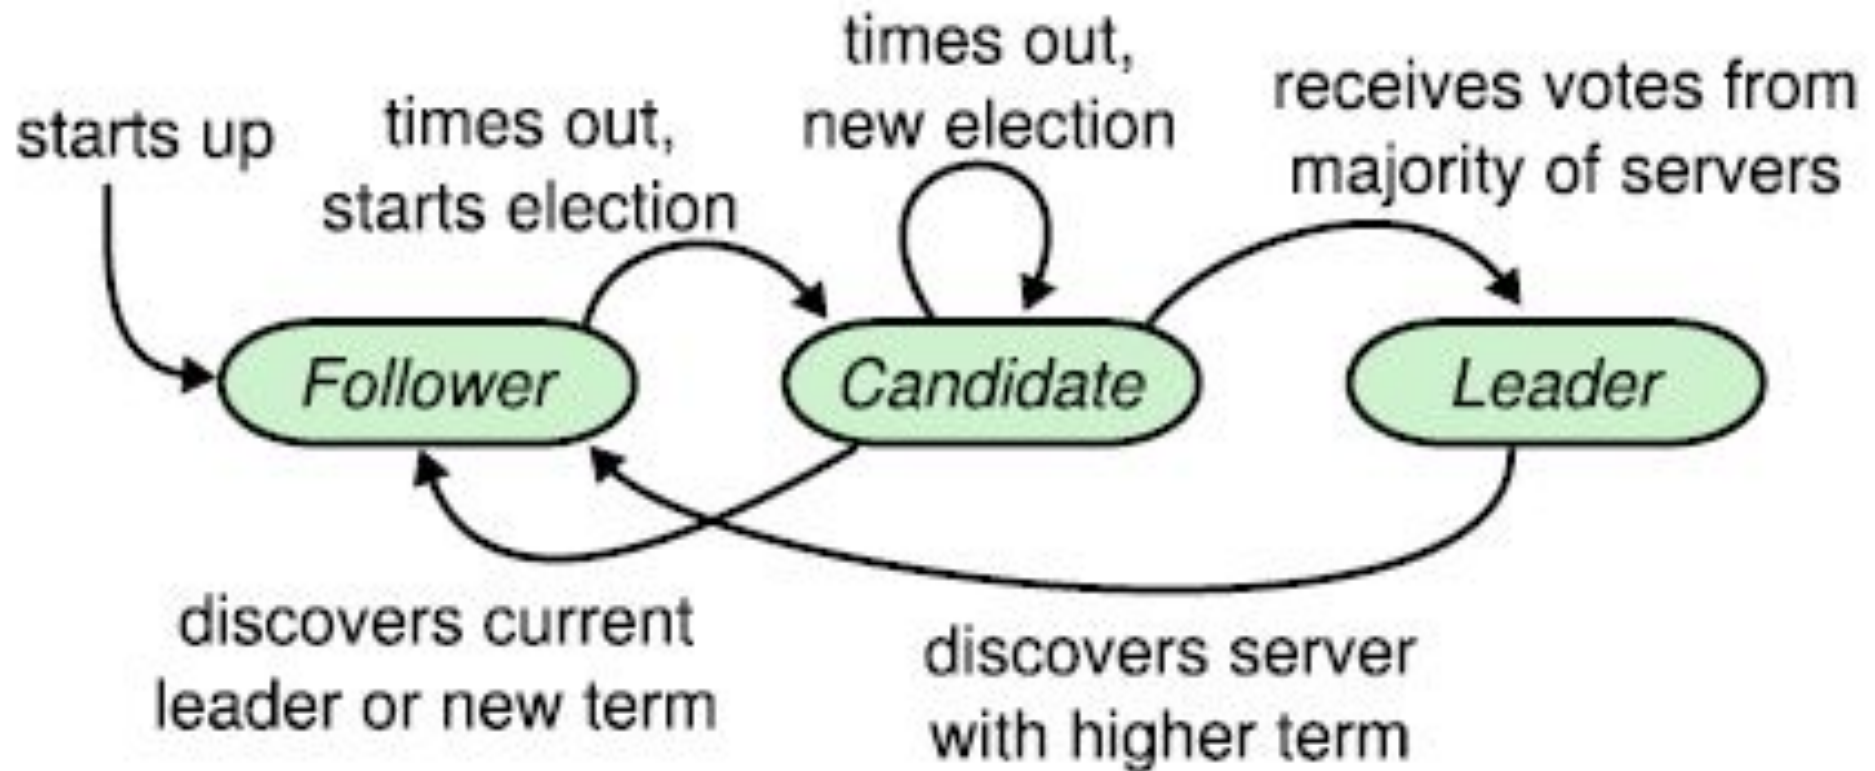 times out,
new election
receives votes from
majority of servers
starts up
times out,
starts election
Follower
Candidate
Leader
discovers current
leader or new term
discovers server
with higher term